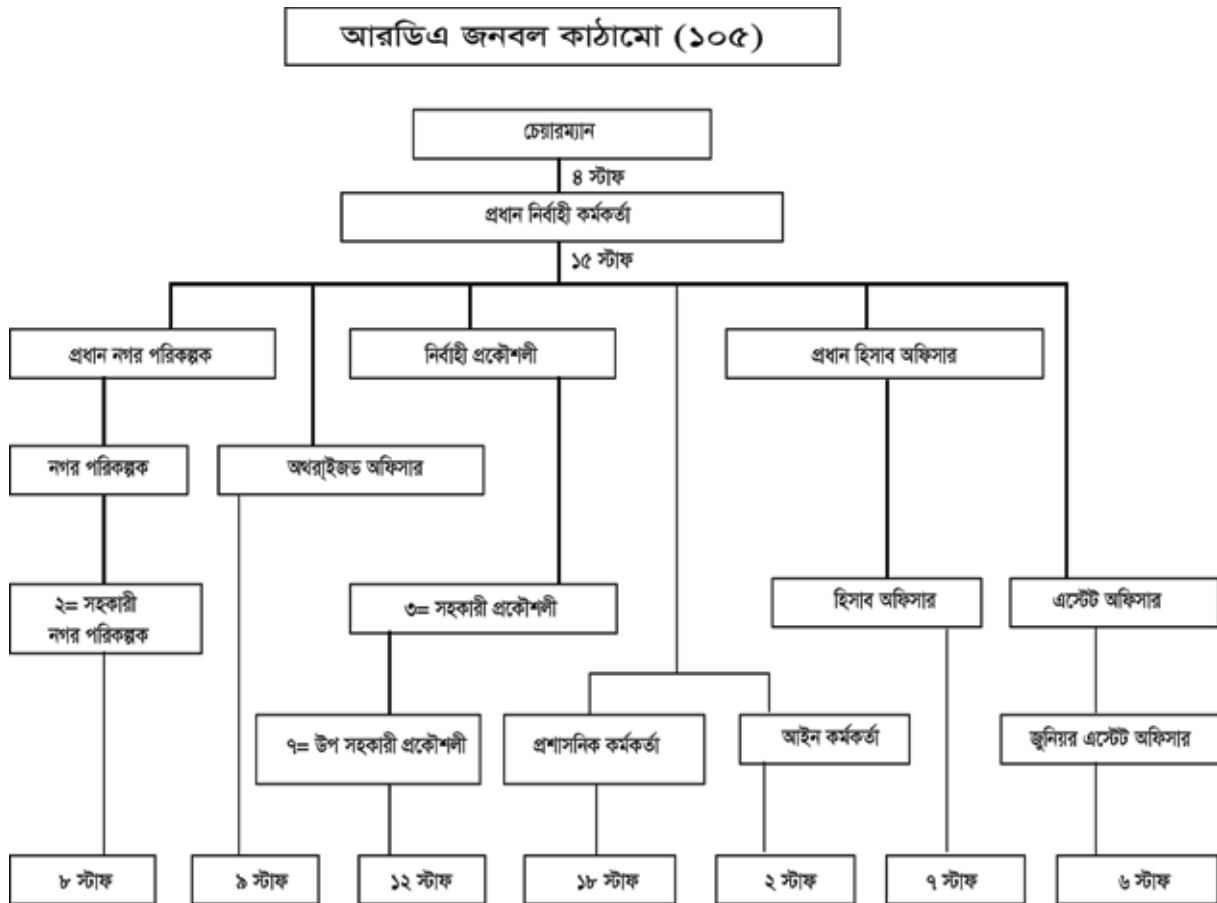 আরডিএ জনবল কাঠামো (১০৫)
চেয়ারম্যান
৪ স্টাফ
প্রধান নির্বাহী কর্মকর্তা
১৫ স্টাফ
প্রধান নগর পরিকল্পক
নির্বাহী প্রকৌশলী
প্রধান হিসাব অফিসার
নগর পরিকল্পক
অথরাইজড অফিসার
২= সহকারী
নগর পরিকল্পক
৩= সহকারী প্রকৌশলী
হিসাব অফিসার
এস্টেট অফিসার
৭= উপ সহকারী প্রকৌশলী
প্রশাসনিক কর্মকর্তা
আইন কর্মকর্তা
জুনিয়র এস্টেট অফিসার
৮ স্টাফ
৯ স্টাফ
১২ স্টাফ
১৮ স্টাফ
২ স্টাফ
৭ স্টাফ
৬ স্টাফ